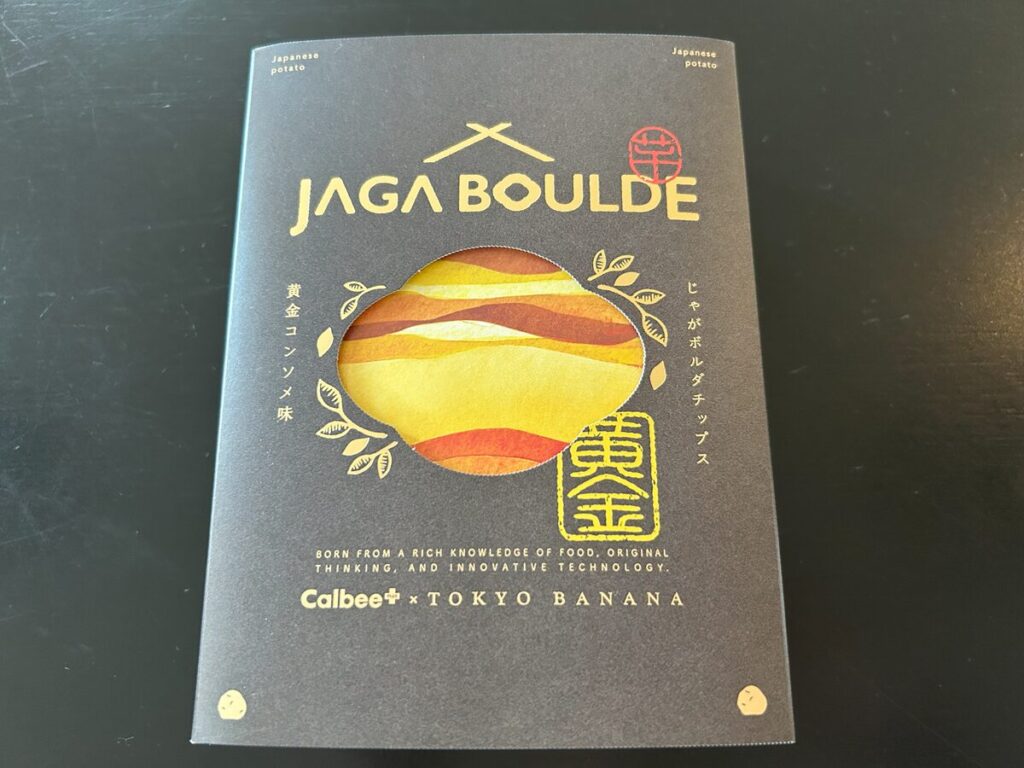 Japanese
potato
Japanese
potato
芋
JAGA BOULDE
黄金コンソメ味
じゃがボルダチップス
黄金
BORN FROM A RICH KNOWLEDGE OF FOOD, ORIGINAL
THINKING, AND INNOVATIVE TECHNOLOGY.
Calbee+ × TOKYO BANANA